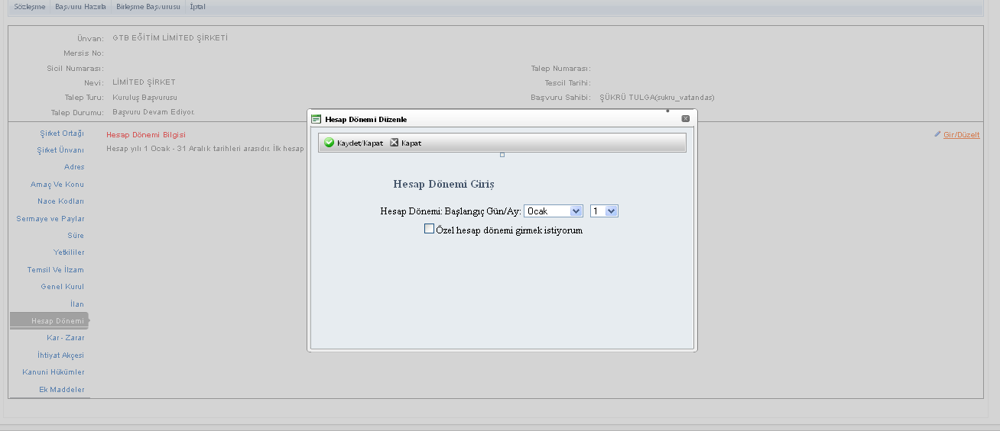 Sözleşme Başvuru Hazırla Birleşme Başvurusu İptal
Ünvan: GTB EĞİTİM LİMİTED ŞİRKETİ
Mersis No:
Sicil Numarası: Talep Numarası:
Nevi: LİMİTED ŞİRKET Tescil Tarihi:
Talep Turu: Kuruluş Başvurusu Başvuru Sahibi: ŞÜKRÜ TULGA(sukru_vatandas)
Talep Durumu: Başvuru Devam Ediyor.
Şirket Ortağı
Şirket Ünvanı
Adres
Amaç Ve Konu
Nace Kodları
Sermaye ve Paylar
Süre
Yetkililer
Temsil Ve İlzam
Genel Kurul
İlan
Hesap Dönemi
Kar - Zarar
İhtiyat Akçesi
Kanuni Hükümler
Ek Maddeler
Hesap Dönemi Bilgisi
Gir/Düzelt
Hesap yılı 1 Ocak - 31 Aralık tarihleri arasıdır. İlk hesap
Hesap Dönemi Düzenle
Kaydet/Kapat Kapat
Hesap Dönemi Giriş
Hesap Dönemi: Başlangıç Gün/Ay: Ocak 1
Özel hesap dönemi girmek istiyorum